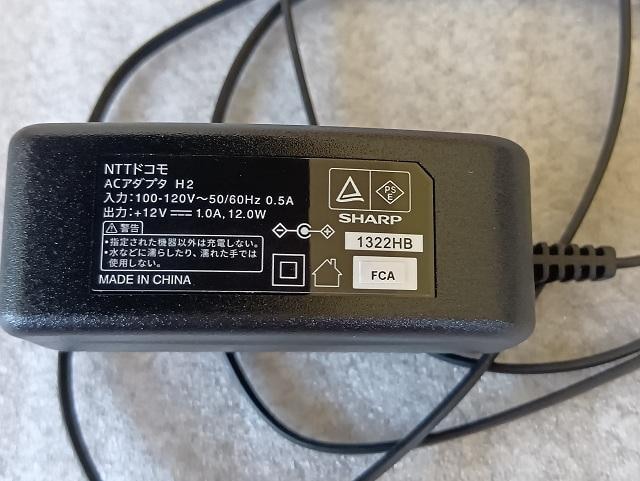 NTTドコモ
ACアダプタ H2
入力:100-120V～50/60Hz 0.5A
出力:+12V⎓1.0A, 12.0W
⚠警告
・指定された機器以外は充電しない。
・水などに濡らしたり、濡れた手では
使用しない。
MADE IN CHINA
PS
E
SHARP
1322HB
FCA